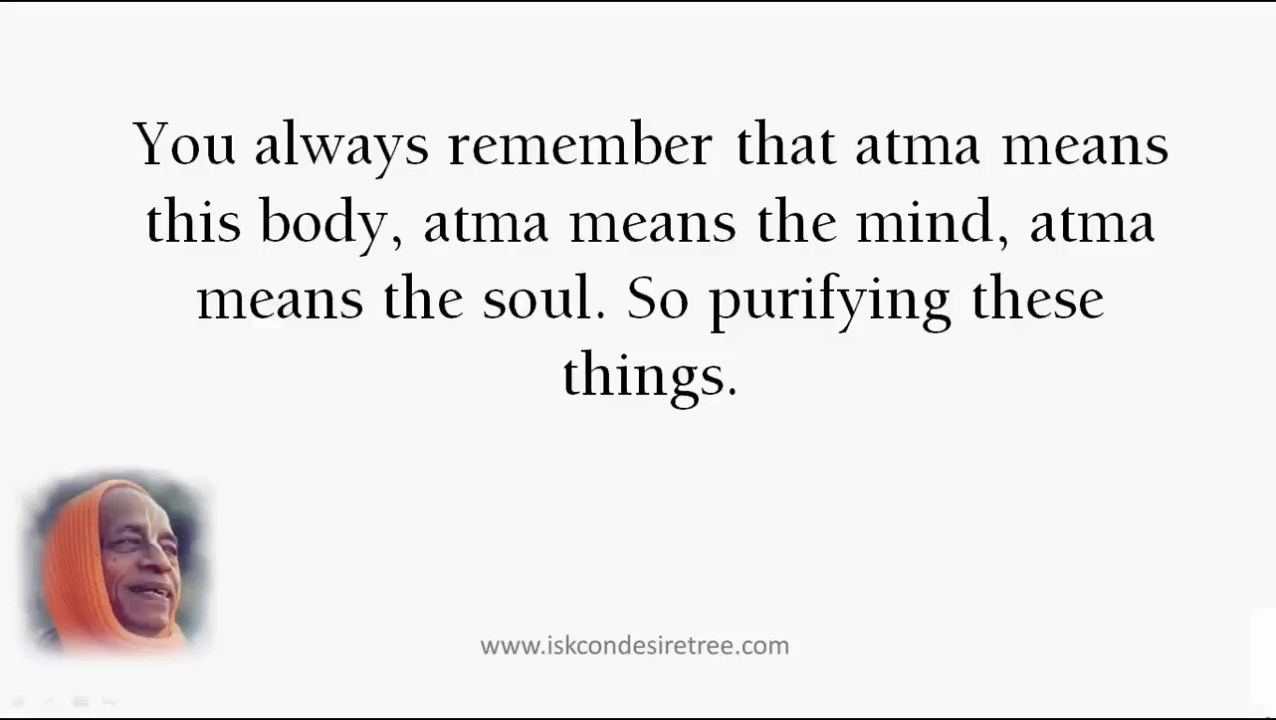 You always remember that atma means
this body, atma means the mind, atma
means the soul. So purifying these
things.
www.iskcondesiretree.com